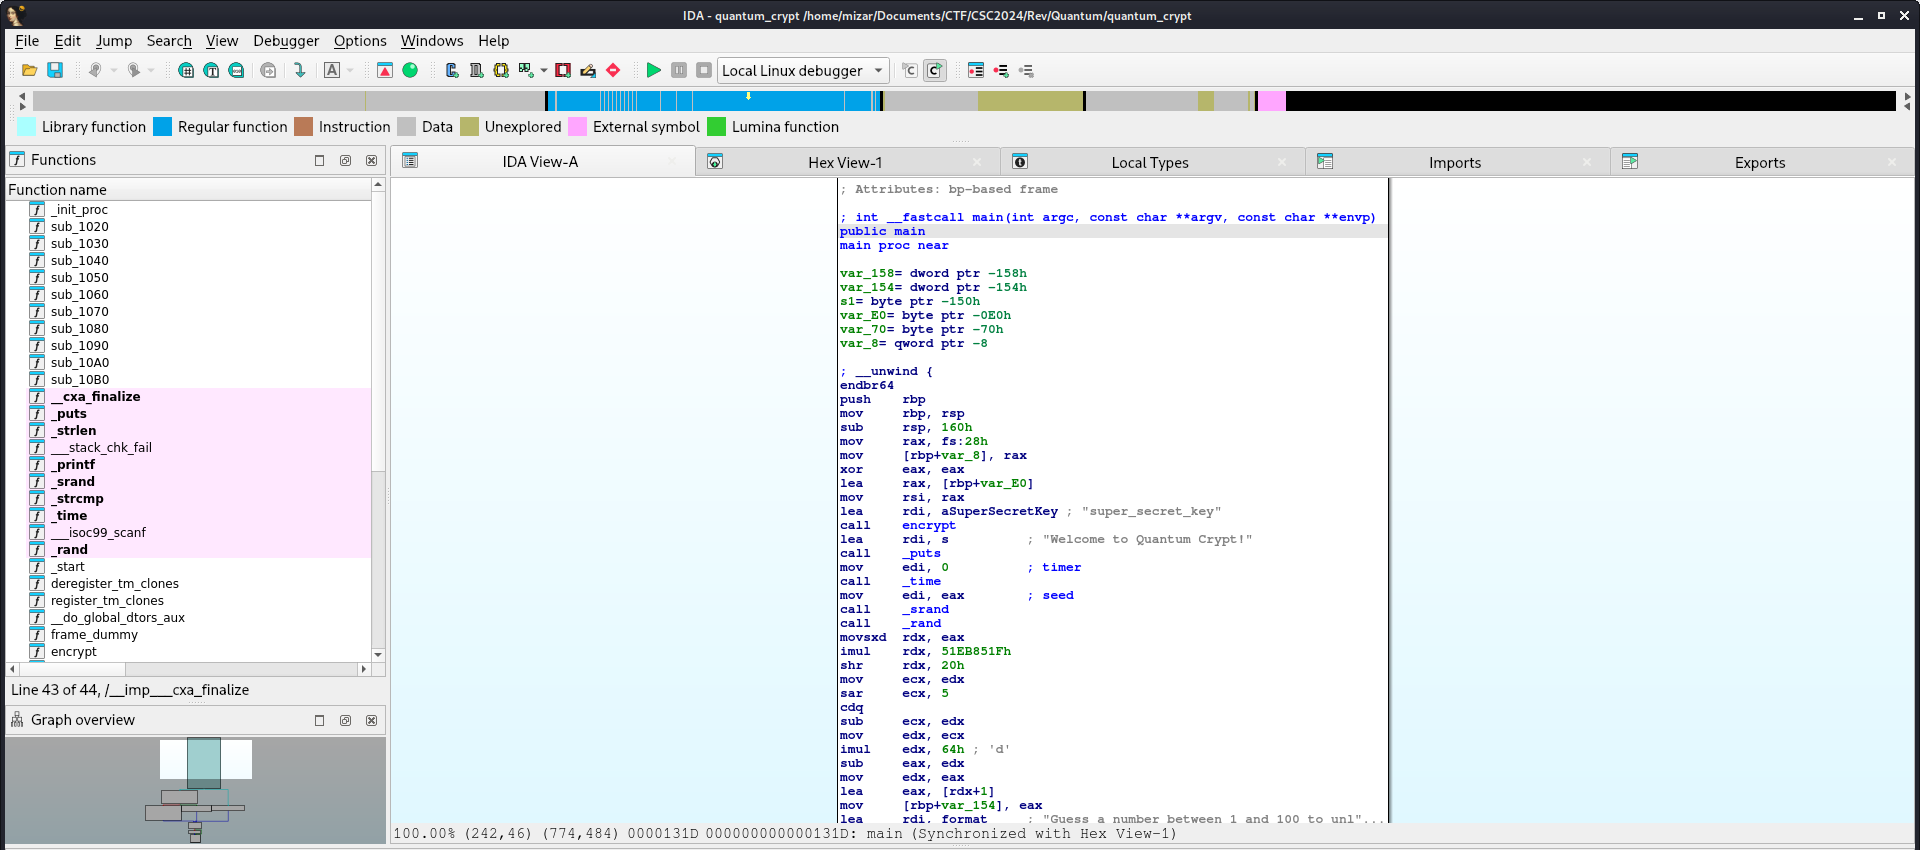 IDA - quantum_crypt /home/mizar/Documents/CTF/CSC2024/Rev/Quantum/quantum_crypt
File Edit Jump Search View Debugger Options Windows Help
Local Linux debugger
Library function Regular function Instruction Data Unexplored External symbol Lumina function
Functions
Function name
_init_proc
sub_1020
sub_1030
sub_1040
sub_1050
sub_1060
sub_1070
sub_1080
sub_1090
sub_10A0
sub_10B0
__cxa_finalize
_puts
_strlen
___stack_chk_fail
_printf
_srand
_strcmp
_time
___isoc99_scanf
_rand
_start
deregister_tm_clones
register_tm_clones
__do_global_dtors_aux
frame_dummy
encrypt
Line 43 of 44, /__imp___cxa_finalize
Graph overview
IDA View-A Hex View-1 Local Types Imports Exports
; Attributes: bp-based frame
; int __fastcall main(int argc, const char **argv, const char **envp)
public main
main proc near
var_158= dword ptr -158h
var_154= dword ptr -154h
s1= byte ptr -150h
var_E0= byte ptr -0E0h
var_70= byte ptr -70h
var_8= qword ptr -8
; __unwind {
endbr64
push rbp
mov rbp, rsp
sub rsp, 160h
mov rax, fs:28h
mov [rbp+var_8], rax
xor eax, eax
lea rax, [rbp+var_E0]
mov rsi, rax
lea rdi, aSuperSecretKey ; "super_secret_key"
call encrypt
lea rdi, s ; "Welcome to Quantum Crypt!"
call _puts
mov edi, 0 ; timer
call _time
mov edi, eax ; seed
call _srand
call _rand
movsxd rdx, eax
imul rdx, 51EB851Fh
shr rdx, 20h
mov ecx, edx
sar ecx, 5
cdq
sub ecx, edx
mov edx, ecx
imul edx, 64h ; 'd'
sub eax, edx
mov edx, eax
lea eax, [rdx+1]
mov [rbp+var_154], eax
lea rdi, format ; "Guess a number between 1 and 100 to unl"...
100.00% (242,46) (774,484) 0000131D 000000000000131D: main (Synchronized with Hex View-1)